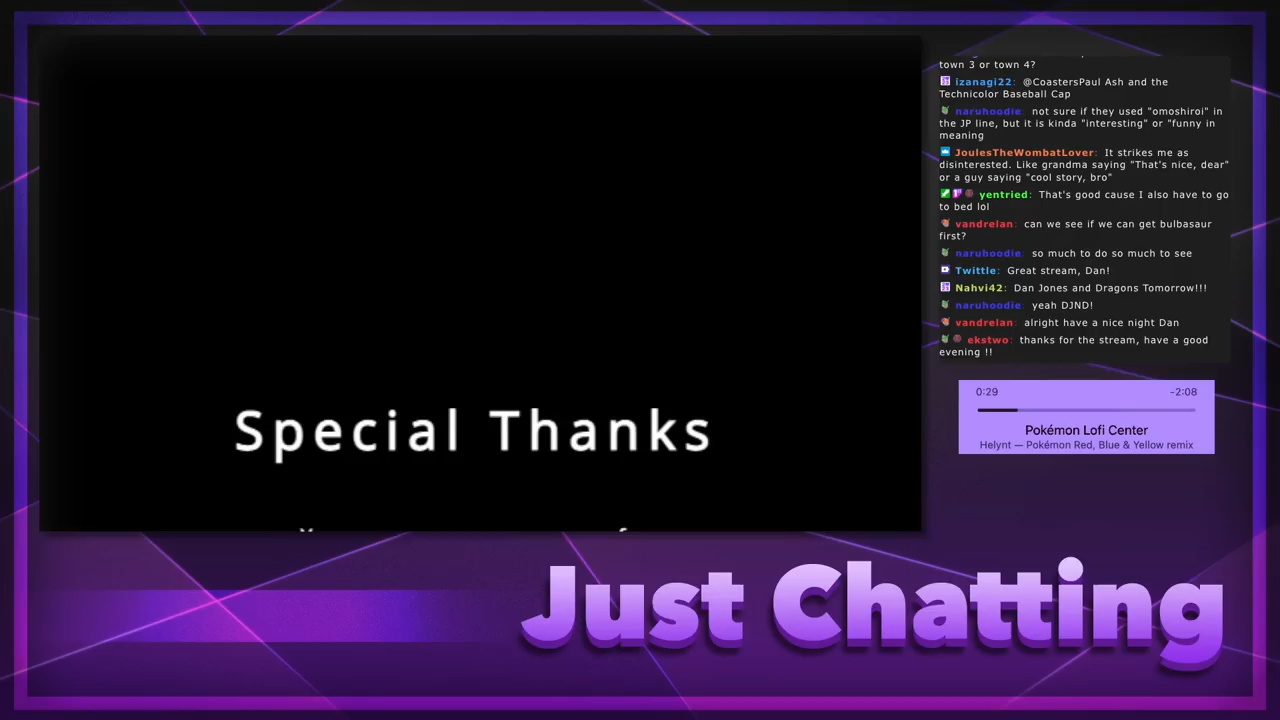 town 3 or town 4?
izanagi22: @CoastersPaul Ash and the
Technicolor Baseball Cap
naruhoodie: not sure if they used "omoshiroi" in
the JP line, but it is kinda "interesting" or "funny in
meaning
JoulesTheWombatLover: It strikes me as
disinterested. Like grandma saying "That's nice, dear"
or a guy saying "cool story, bro"
yentried: That's good cause I also have to go
to bed lol
vandrelan: can we see if we can get bulbasaur
first?
naruhoodie: so much to do so much to see
Twittle: Great stream, Dan!
Nahvi42: Dan Jones and Dragons Tomorrow!!!
naruhoodie: yeah DJND!
vandrelan: alright have a nice night Dan
ekstwo: thanks for the stream, have a good
evening !!
0:29 -2:08
Pokémon Lofi Center
Helynt — Pokémon Red, Blue & Yellow remix
Special Thanks
Just Chatting